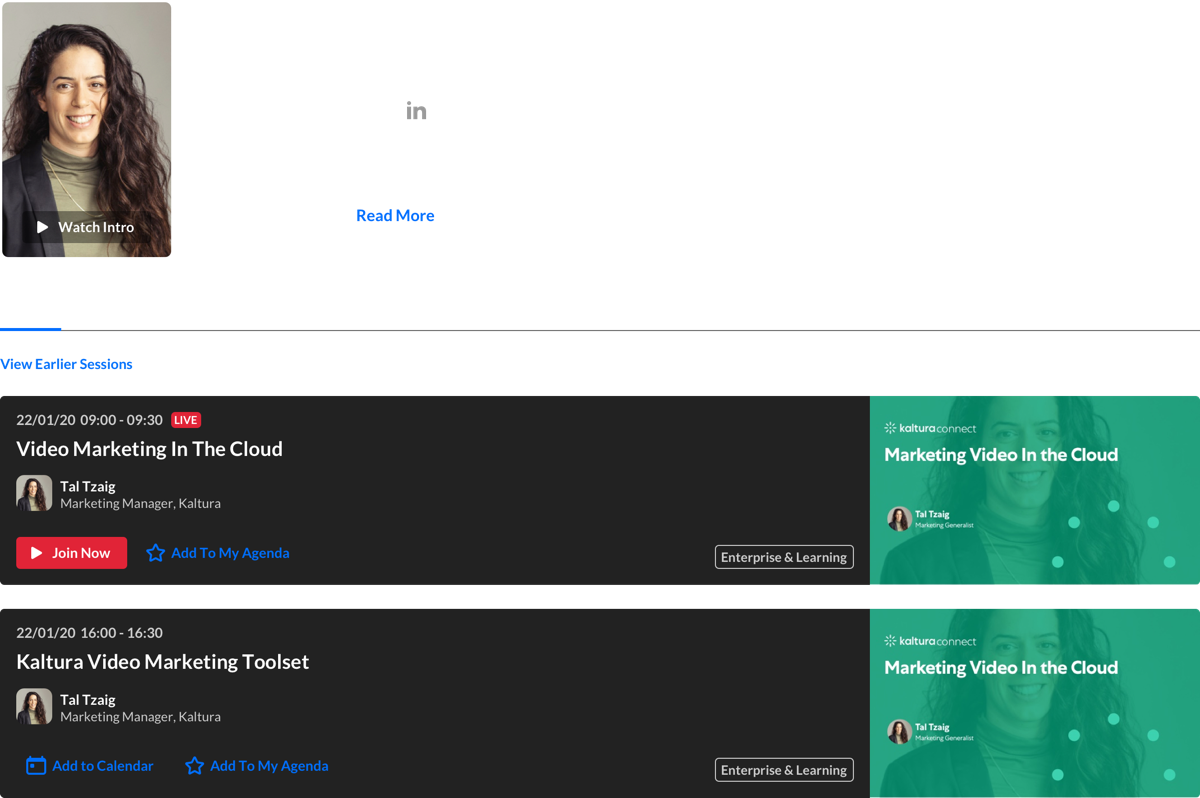 Watch Intro
in
Read More
View Earlier Sessions
22/01/20 09:00 - 09:30 LIVE
Video Marketing In The Cloud
Tal Tzaig
Marketing Manager, Kaltura
Join Now
Add To My Agenda
Enterprise & Learning
kaltura connect
Marketing Video In the Cloud
Tal Tzaig
Marketing Generalist
22/01/20 16:00 - 16:30
Kaltura Video Marketing Toolset
Tal Tzaig
Marketing Manager, Kaltura
Add to Calendar
Add To My Agenda
Enterprise & Learning
kaltura connect
Marketing Video In the Cloud
Tal Tzaig
Marketing Generalist